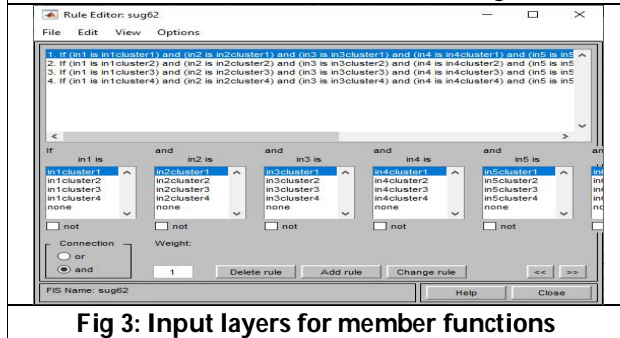 Rule Editor: sug62
File Edit View Options
1. If (in1 is in1cluster1) and (in2 is in2cluster1) and (in3 is in3cluster1) and (in4 is in4cluster1) and (in5 is in5
2. If (in1 is in1cluster2) and (in2 is in2cluster2) and (in3 is in3cluster2) and (in4 is in4cluster2) and (in5 is in5
3. If (in1 is in1cluster3) and (in2 is in2cluster3) and (in3 is in3cluster3) and (in4 is in4cluster3) and (in5 is in5
4. If (in1 is in1cluster4) and (in2 is in2cluster4) and (in3 is in3cluster4) and (in4 is in4cluster4) and (in5 is in5
If and and and and an
in1 is in2 is in3 is in4 is in5 is
in1cluster1 in2cluster1 in3cluster1 in4cluster1 in5cluster1
in1cluster2 in2cluster2 in3cluster2 in4cluster2 in5cluster2
in1cluster3 in2cluster3 in3cluster3 in4cluster3 in5cluster3
in1cluster4 in2cluster4 in3cluster4 in4cluster4 in5cluster4
none none none none none
not not not not not
Connection Weight:
or
and 1 Delete rule Add rule Change rule << >>
FIS Name: sug62 Help Close
Fig 3: Input layers for member functions